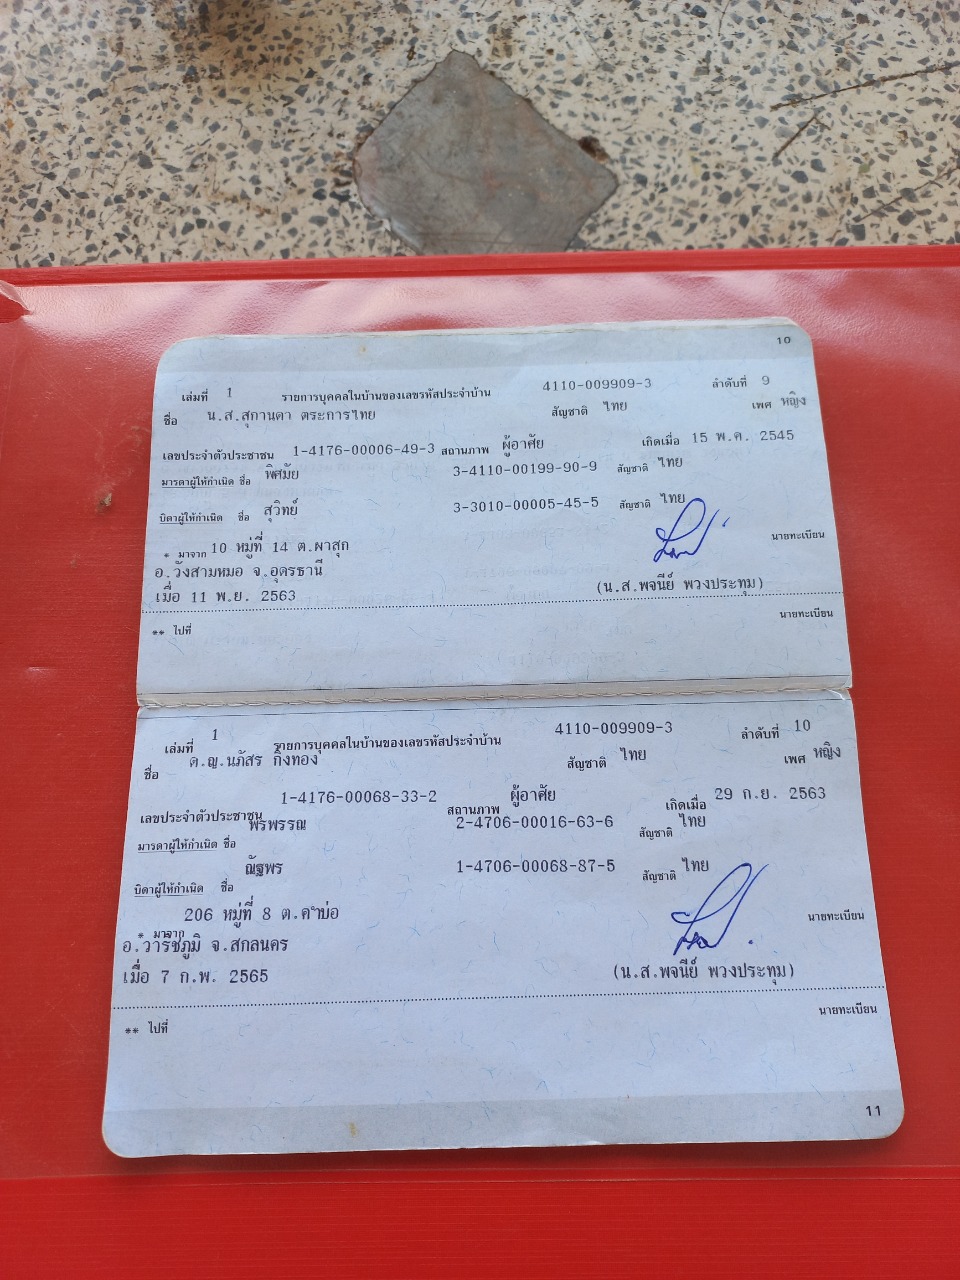 10
เล่มที่ 1 รายการบุคคลในบ้านของเลขรหัสประจำบ้าน 4110-009909-3 ลำดับที่ 9
ชื่อ น.ส.สุกานดา ตระการไทย สัญชาติ ไทย เพศ หญิง
เลขประจำตัวประชาชน 1-4176-00006-49-3 สถานภาพ ผู้อาศัย เกิดเมื่อ 15 พ.ค. 2545
มารดาผู้ให้กำเนิด ชื่อ พิศมัย 3-4110-00199-90-9 สัญชาติ ไทย
บิดาผู้ให้กำเนิด ชื่อ สุวิทย์ 3-3010-00005-45-5 สัญชาติ ไทย
* มาจาก 10 หมู่ที่ 14 ต.ผาสุก นายทะเบียน
อ.วังสามหมอ จ.อุดรธานี
เมื่อ 11 พ.ย. 2563 (น.ส.พจนีย์ พวงประทุม)
** ไปที่ นายทะเบียน
เล่มที่ 1 รายการบุคคลในบ้านของเลขรหัสประจำบ้าน 4110-009909-3 ลำดับที่ 10
ชื่อ ด.ญ.นภัสร กิ่งทอง สัญชาติ ไทย เพศ หญิง
เลขประจำตัวประชาชน 1-4176-00068-33-2 สถานภาพ ผู้อาศัย เกิดเมื่อ 29 ก.ย. 2563
มารดาผู้ให้กำเนิด ชื่อ พรพรรณ 2-4706-00016-63-6 สัญชาติ ไทย
บิดาผู้ให้กำเนิด ชื่อ ณัฐพร 1-4706-00068-87-5 สัญชาติ ไทย
* มาจาก 206 หมู่ที่ 8 ต.ค้อเขียว นายทะเบียน
อ.วาริชภูมิ จ.สกลนคร
เมื่อ 7 ก.พ. 2565 (น.ส.พจนีย์ พวงประทุม)
** ไปที่ นายทะเบียน
11